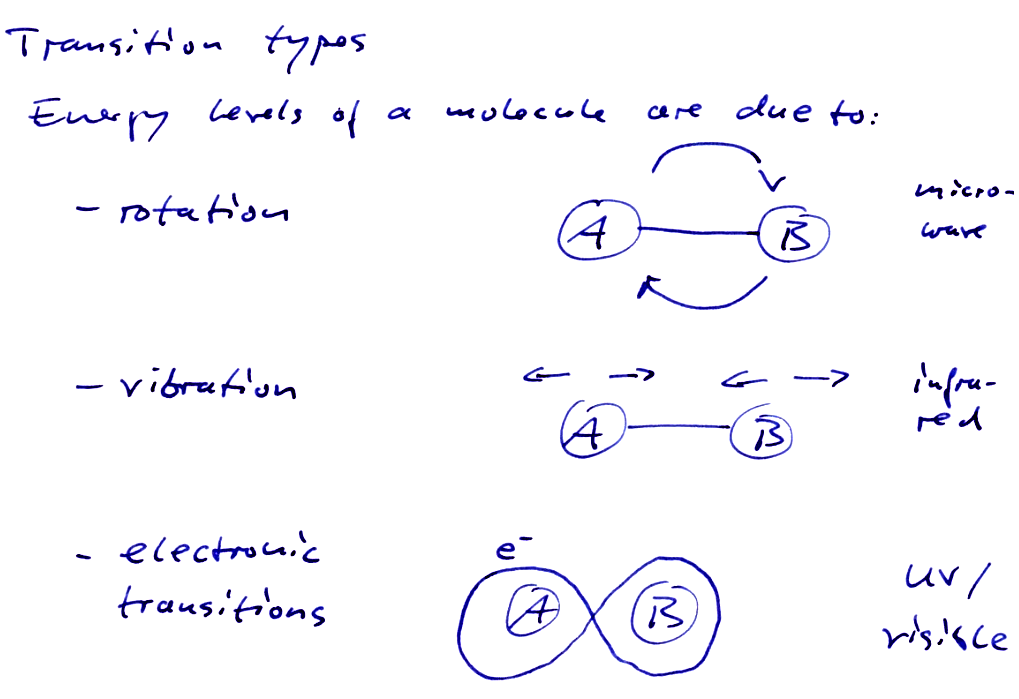 Transition types
Energy levels of a molecule are due to:
- rotation
A B
micro-
wave
- vibration
A B
infra-
red
- electronic
transitions
e⁻
A B
UV /
visible